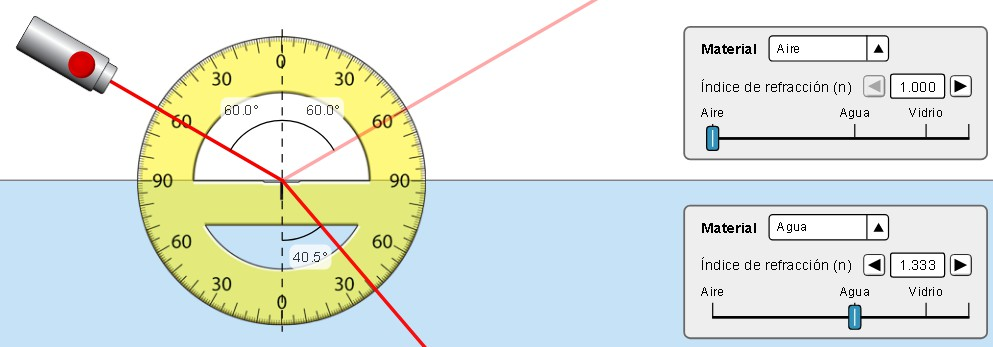 0
30
30
60.0°
60.0°
60
60
90
90
60
60
40.5°
30
30
0
Material Aire
Índice de refracción (n) 1.000
Aire Agua Vidrio
Material Agua
Índice de refracción (n) 1.333
Aire Agua Vidrio